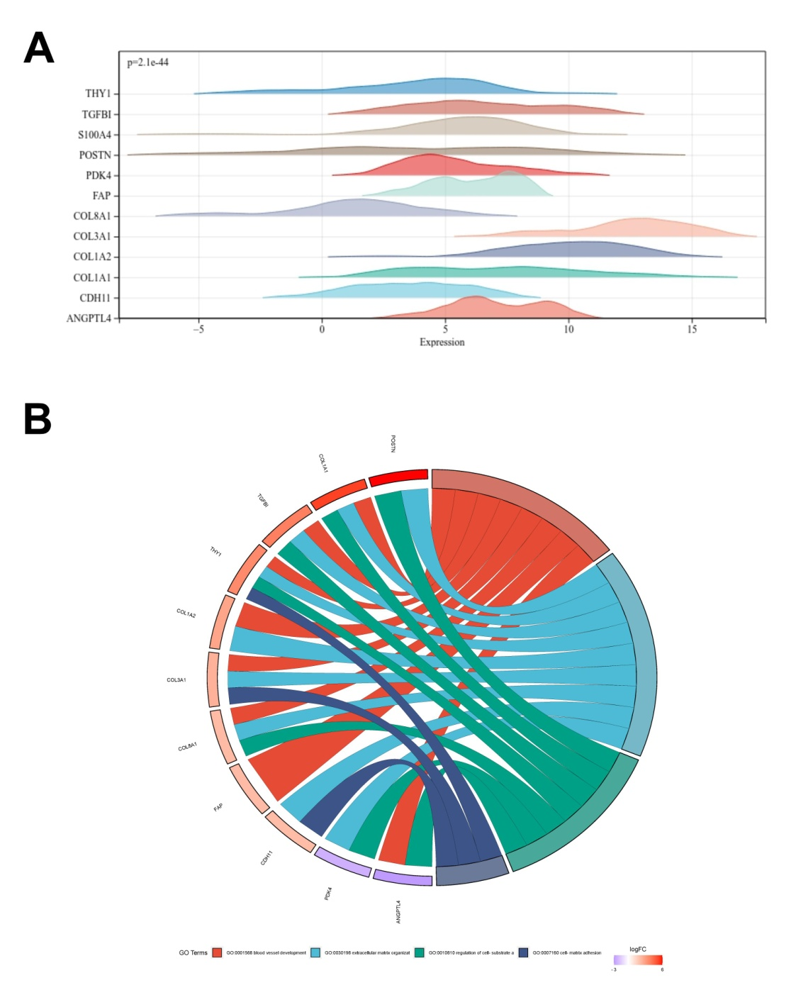 A
p=2.1e-44
THY1
TGFBI
S100A4
POSTN
PDK4
FAP
COL8A1
COL3A1
COL1A2
COL1A1
CDH11
ANGPTL4
−5 0 5 10 15
Expression
B
POSTN
COL1A1
TGFBI
THY1
COL1A2
COL3A1
COL8A1
FAP
CDH11
PDK4
ANGPTL4
GO Terms GO:0001568 blood vessel development GO:0030198 extracellular matrix organizat GO:0010810 regulation of cell- substrate a GO:0007160 cell- matrix adhesion
logFC
-3 6